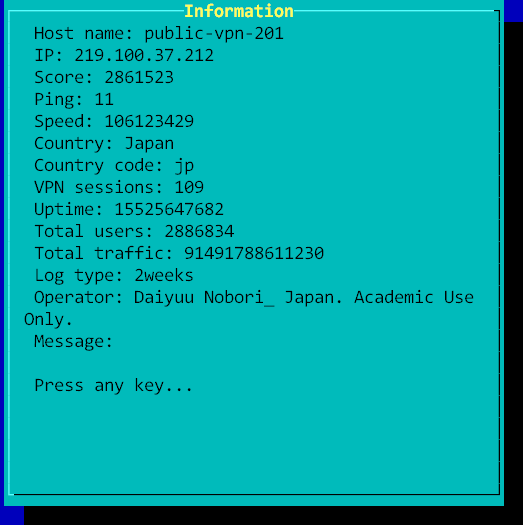 Information
Host name: public-vpn-201
IP: 219.100.37.212
Score: 2861523
Ping: 11
Speed: 106123429
Country: Japan
Country code: jp
VPN sessions: 109
Uptime: 15525647682
Total users: 2886834
Total traffic: 91491788611230
Log type: 2weeks
Operator: Daiyuu Nobori_ Japan. Academic Use
Only.
Message:
Press any key...